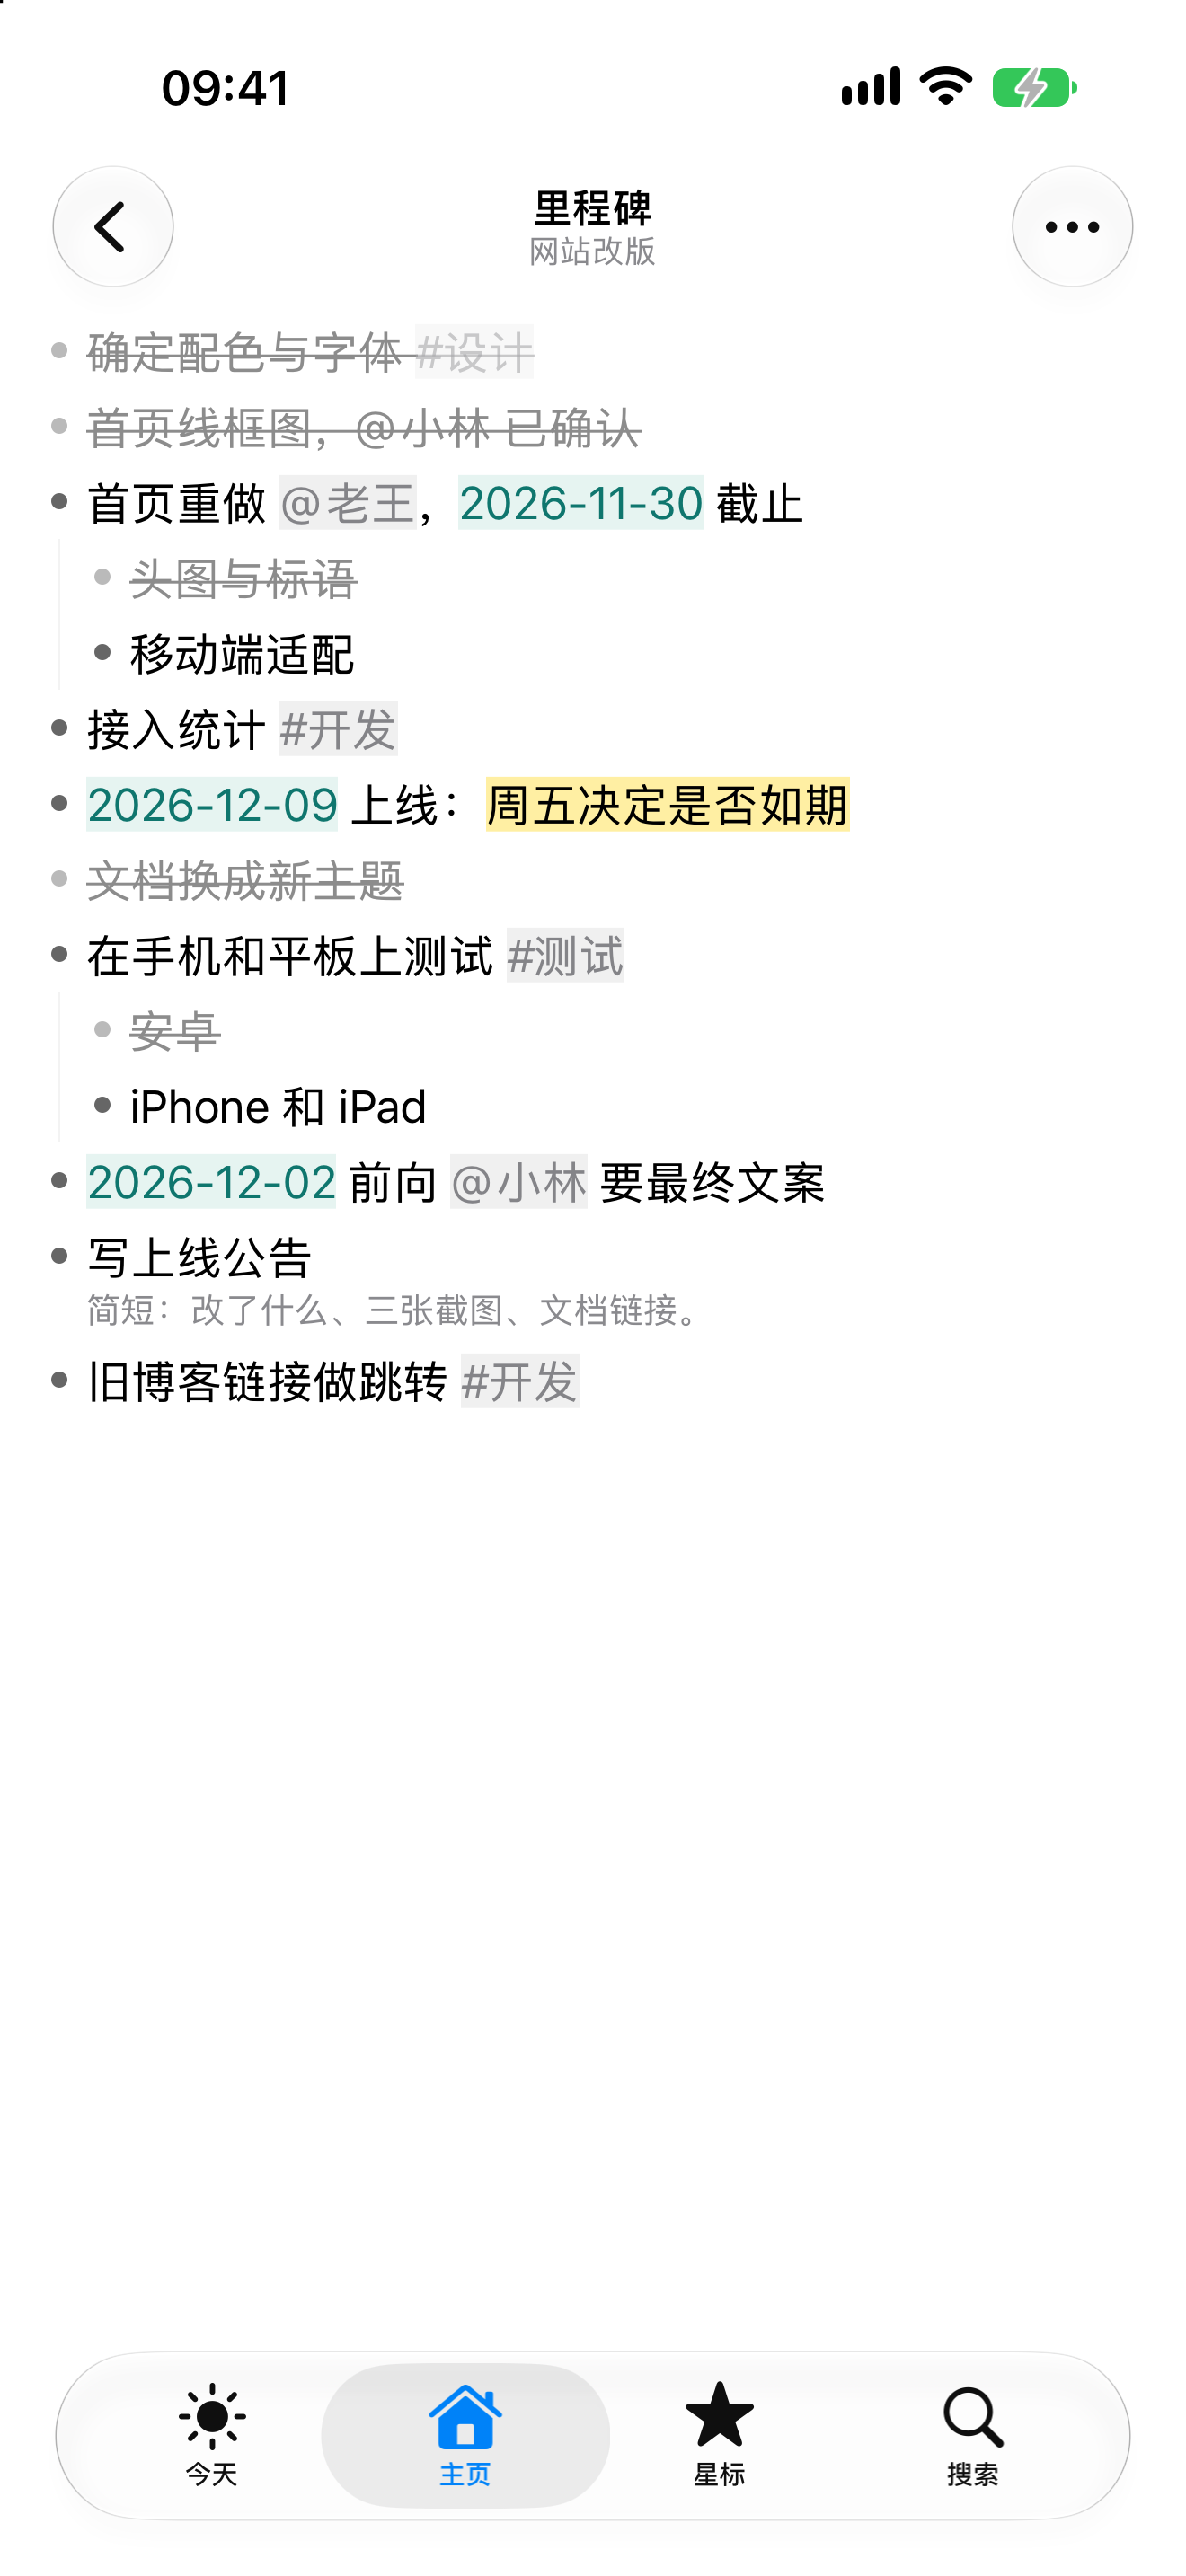 09:41
里程碑
网站改版
确定配色与字体 #设计
首页线框图，@小林 已确认
首页重做 @老王，2026-11-30 截止
头图与标语
移动端适配
接入统计 #开发
2026-12-09 上线：周五决定是否如期
文档换成新主题
在手机和平板上测试 #测试
安卓
iPhone 和 iPad
2026-12-02 前向 @小林 要最终文案
写上线公告
简短：改了什么、三张截图、文档链接。
旧博客链接做跳转 #开发
今天
主页
星标
搜索